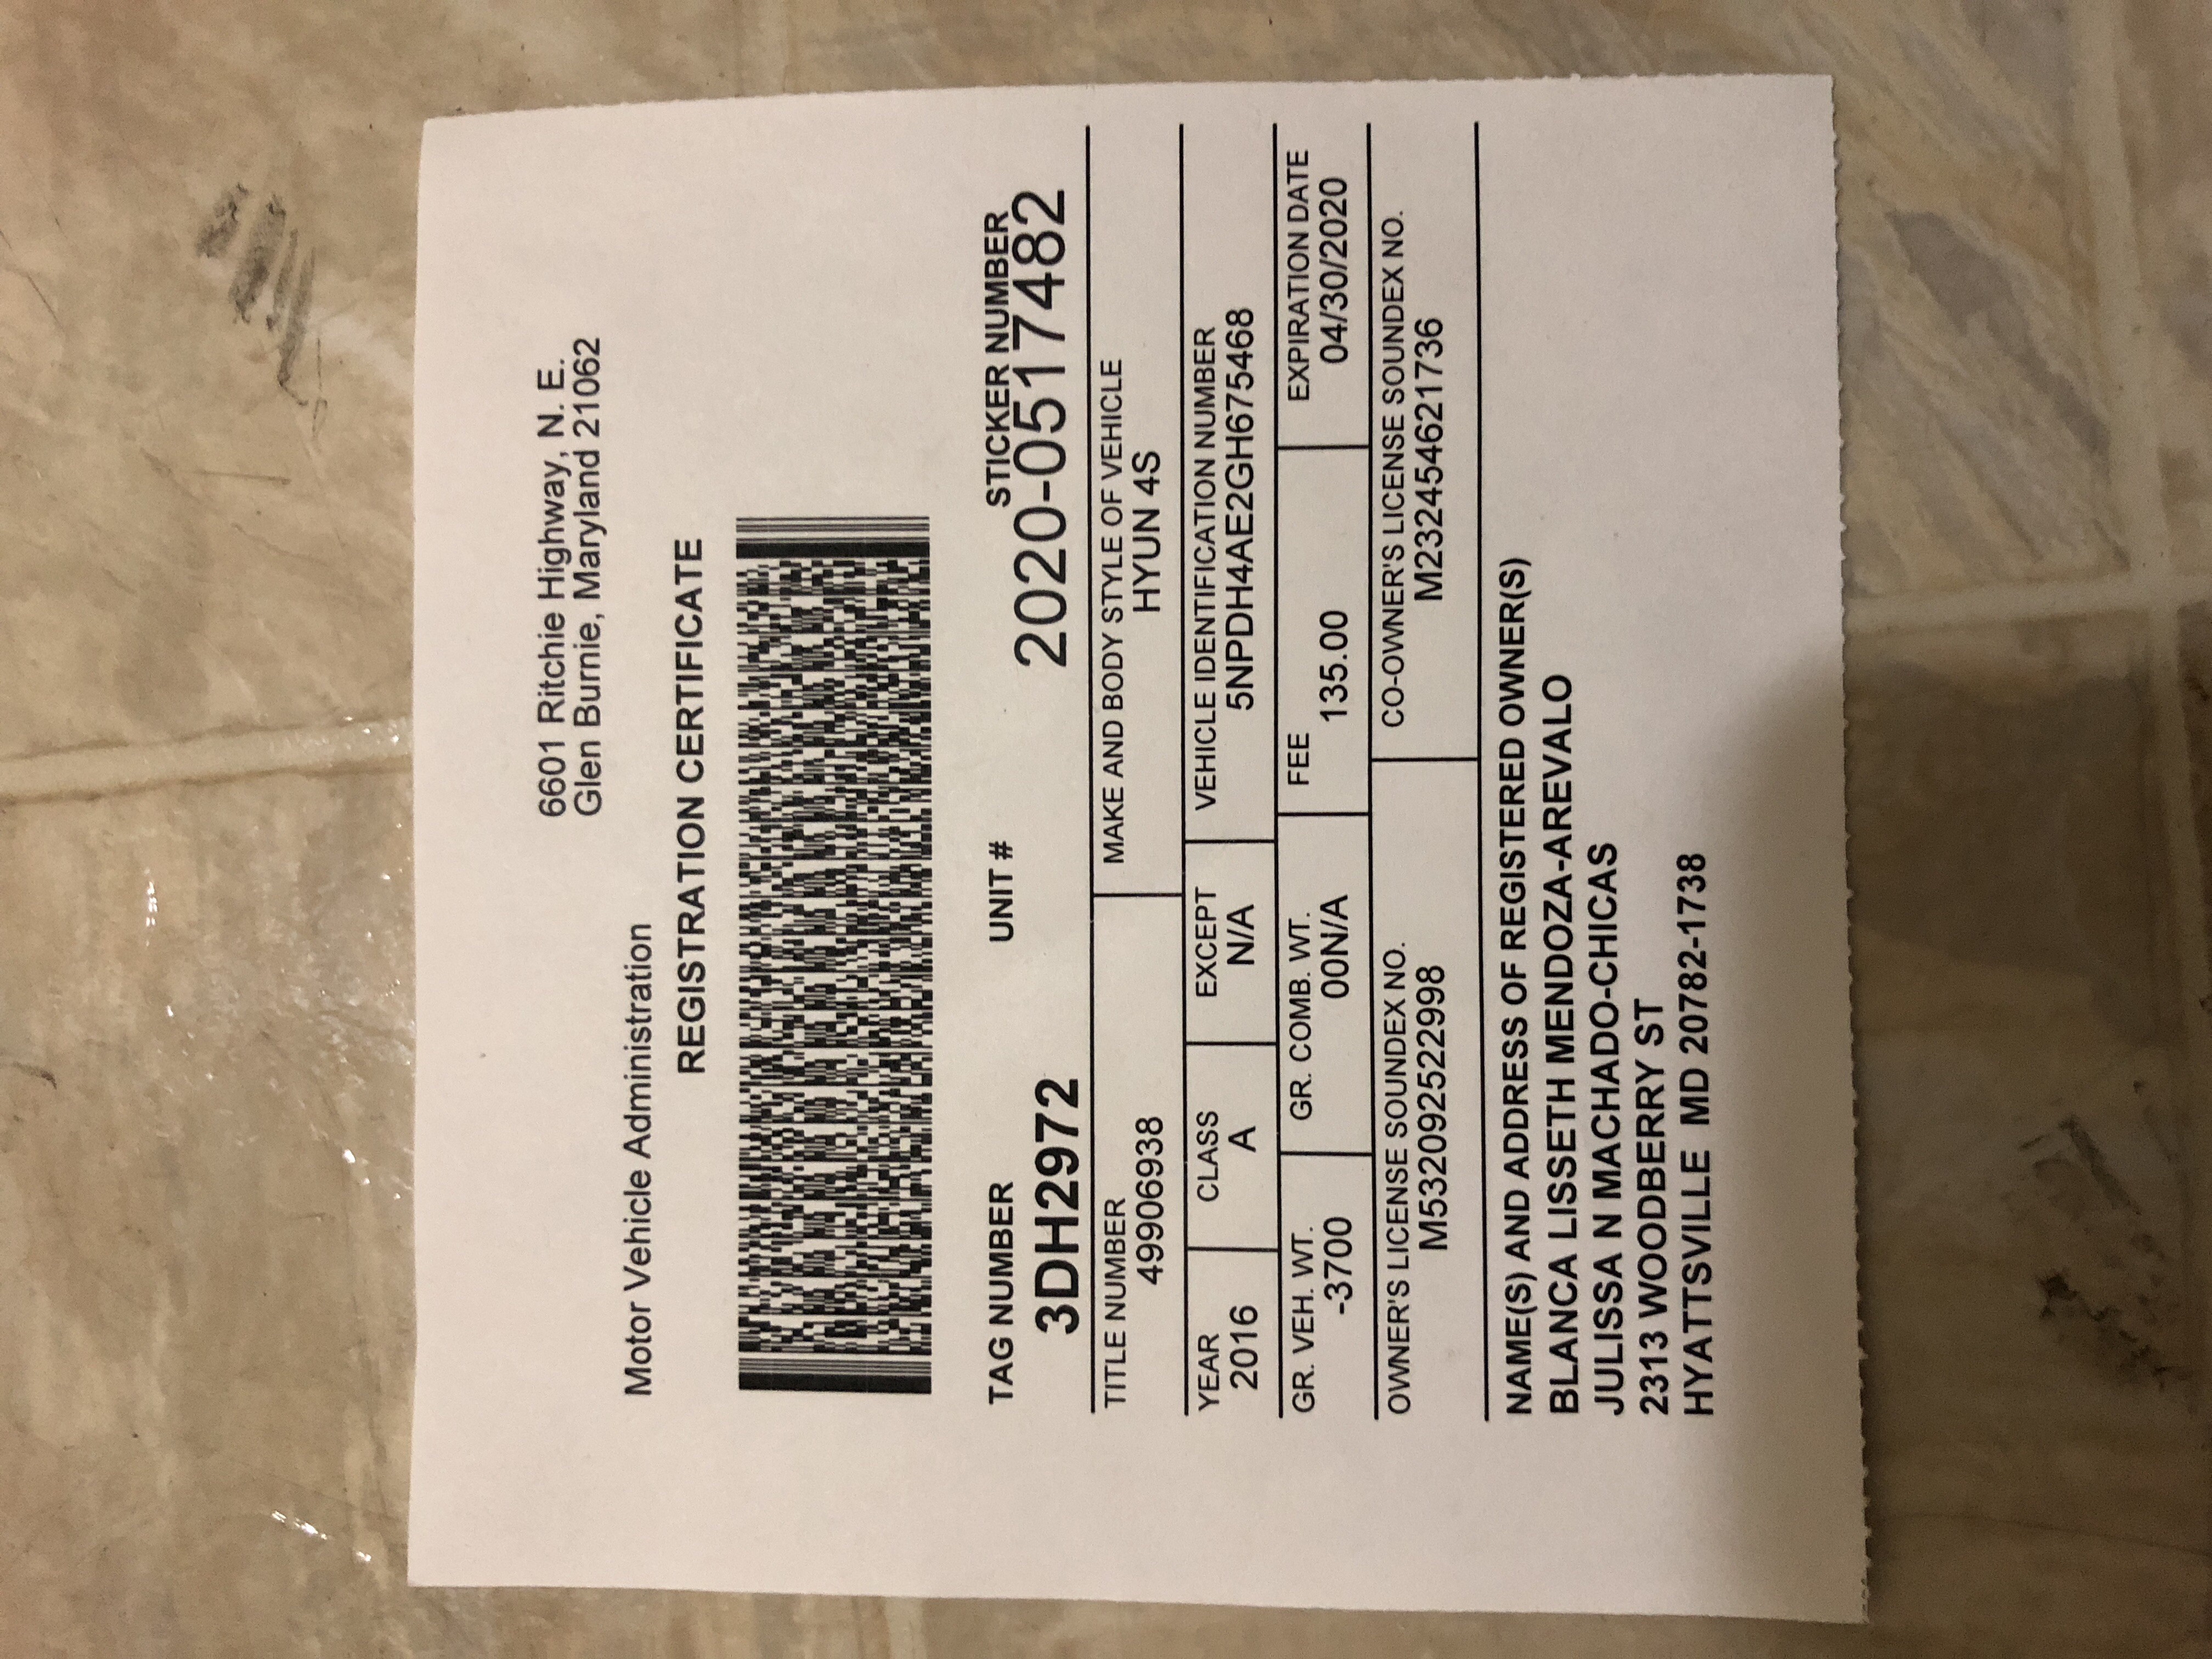 6601 Ritchie Highway, N. E.
Glen Burnie, Maryland 21062
Motor Vehicle Administration
REGISTRATION CERTIFICATE
TAG NUMBER UNIT # STICKER NUMBER
3DH2972 2020-0517482
TITLE NUMBER MAKE AND BODY STYLE OF VEHICLE
49906938 HYUN 4S
YEAR CLASS EXCEPT VEHICLE IDENTIFICATION NUMBER
2016 A N/A 5NPDH4AE2GH675468
GR. VEH. WT. GR. COMB. WT. FEE EXPIRATION DATE
-3700 00N/A 135.00 04/30/2020
OWNER'S LICENSE SOUNDEX NO. CO-OWNER'S LICENSE SOUNDEX NO.
M532092522998 M232454621736
NAME(S) AND ADDRESS OF REGISTERED OWNER(S)
BLANCA LISSETH MENDOZA-AREVALO
JULISSA N MACHADO-CHICAS
2313 WOODBERRY ST
HYATTSVILLE MD 20782-1738